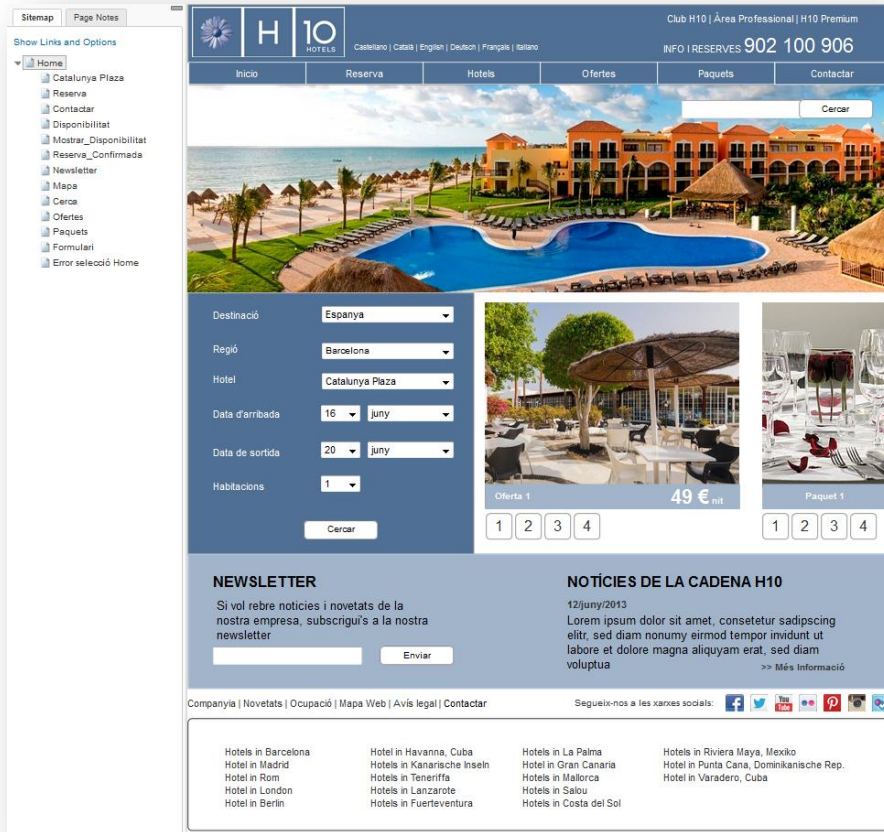 Sitemap Page Notes
Show Links and Options
Home
Catalunya Plaza
Reserva
Contactar
Disponibilitat
Mostrar_Disponibilitat
Reserva_Confirmada
Newsletter
Mapa
Cerca
Ofertes
Paquets
Formulari
Error selecció Home
H 10
HOTELS
Castellano | Català | English | Deutsch | Français | Italiano
Club H10 | Àrea Professional | H10 Premium
INFO I RESERVES 902 100 906
Inicio Reserva Hotels Ofertes Paquets Contactar
Cercar
Destinació Espanya
Regió Barcelona
Hotel Catalunya Plaza
Data d'arribada 16 juny
Data de sortida 20 juny
Habitacions 1
Cercar
Oferta 1 49 € nit
1 2 3 4
Paquet 1
1 2 3 4
NEWSLETTER
Si vol rebre noticies i novetats de la
nostra empresa, subscrigui's a la nostra
newsletter
Enviar
NOTÍCIES DE LA CADENA H10
12/juny/2013
Lorem ipsum dolor sit amet, consetetur sadipscing
elitr, sed diam nonumy eirmod tempor invidunt ut
labore et dolore magna aliquyam erat, sed diam
voluptua >> Més Informació
Companyia | Novetats | Ocupació | Mapa Web | Avís legal | Contactar
Segueix-nos a les xarxes socials: You Tube
Hotels in Barcelona
Hotel in Madrid
Hotel in Rom
Hotel in London
Hotel in Berlin
Hotel in Havanna, Cuba
Hotels in Kanarische Inseln
Hotels in Teneriffa
Hotels in Lanzarote
Hotels in Fuerteventura
Hotels in La Palma
Hotel in Gran Canaria
Hotels in Mallorca
Hotels in Salou
Hotels in Costa del Sol
Hotels in Riviera Maya, Mexiko
Hotel in Punta Cana, Dominikanische Rep.
Hotel in Varadero, Cuba